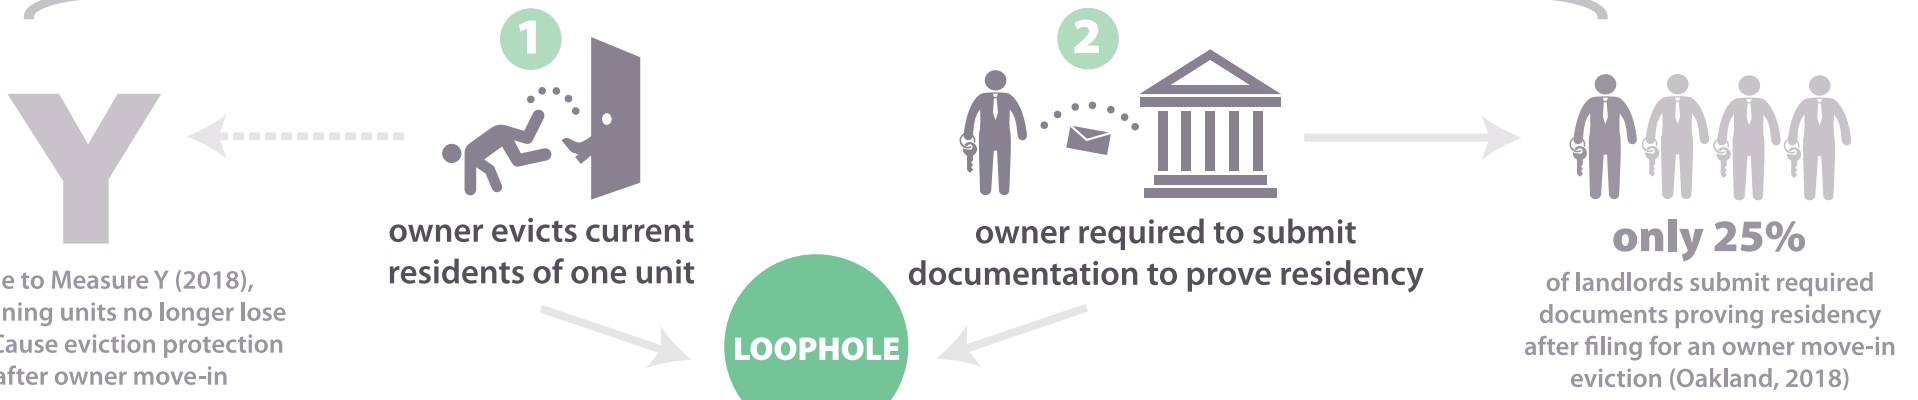 1
2
Y
owner evicts current
residents of one unit
owner required to submit
documentation to prove residency
only 25%
of landlords submit required
documents proving residency
after filing for an owner move-in
eviction (Oakland, 2018)
to Measure Y (2018),
units no longer lose
Cause eviction protection
after owner move-in
LOOPHOLE